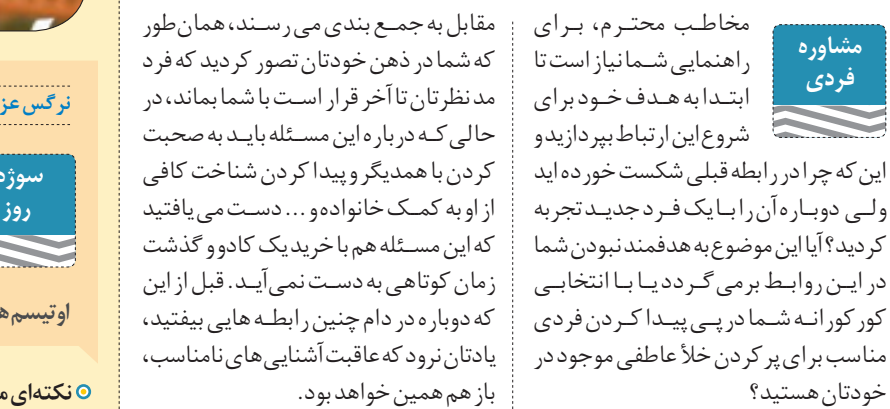 مشاوره
فردی
مخاطب محترم، برای
راهنمایی شما نیاز است تا
ابتدا به هدف خود برای
شروع این ارتباط بپردازید و
این که چرا در رابطه قبلی شکست خورده اید
ولی دوباره آن را با یک فرد جدید تجربه
کردید؟ آیا این موضوع به هدفمند نبودن شما
در این روابط برمی گردد یا با انتخابی
کورکورانه شما در پی پیدا کردن فردی
مناسب برای پر کردن خلأ عاطفی موجود در
خودتان هستید؟
مقابل به جمع بندی می رسند، همان طور
که شما در ذهن خودتان تصور کردید که فرد
مد نظرتان تا آخر قرار است با شما بماند، در
حالی که درباره این مسئله باید به صحبت
کردن با همدیگر و پیدا کردن شناخت کافی
از او به کمک خانواده و ... دست می یافتید
که این مسئله هم با خرید یک کادو و گذشت
زمان کوتاهی به دست نمی‌آید. قبل از این
که دوباره در دام چنین رابطه هایی بیفتید،
یادتان نرود که عاقبت آشنایی های نامناسب،
باز هم همین خواهد بود.
نرگس
روز
نکته‌ای